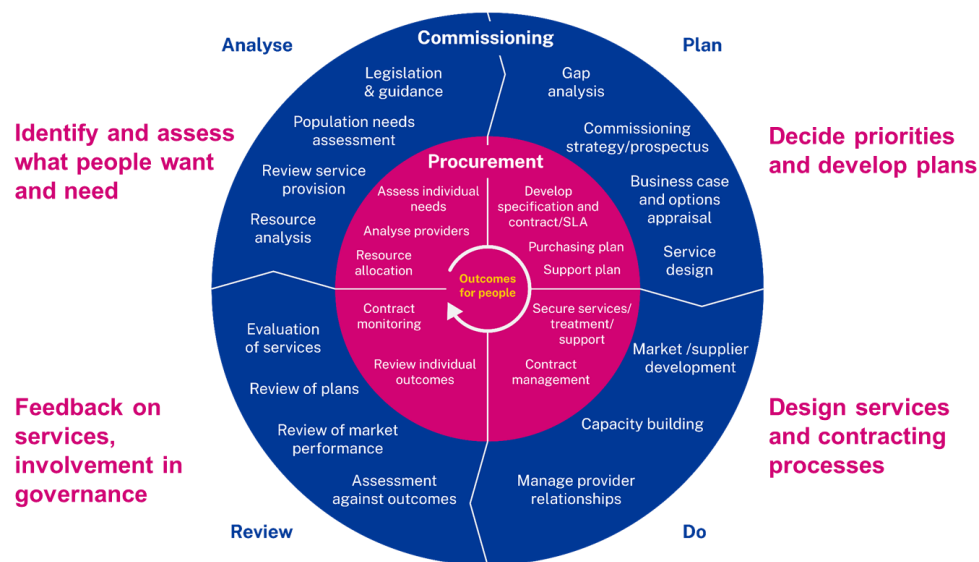 Analyse
Commissioning
Plan
Legislation
& guidance
Gap
analysis
Identify and assess
what people want
and need
Population needs
assessment
Commissioning
strategy/prospectus
Decide priorities
and develop plans
Review service
provision
Business case
and options
appraisal
Resource
analysis
Service
design
Procurement
Assess individual
needs
Develop
specification and
contract/SLA
Analyse providers
Purchasing plan
Resource
allocation
Support plan
Outcomes
for people
Contract
monitoring
Secure services/
treatment/
support
Review individual
outcomes
Contract
management
Evaluation
of services
Market /supplier
development
Review of plans
Feedback on
services,
involvement in
governance
Capacity building
Design services
and contracting
processes
Review of market
performance
Assessment
against outcomes
Manage provider
relationships
Review
Do